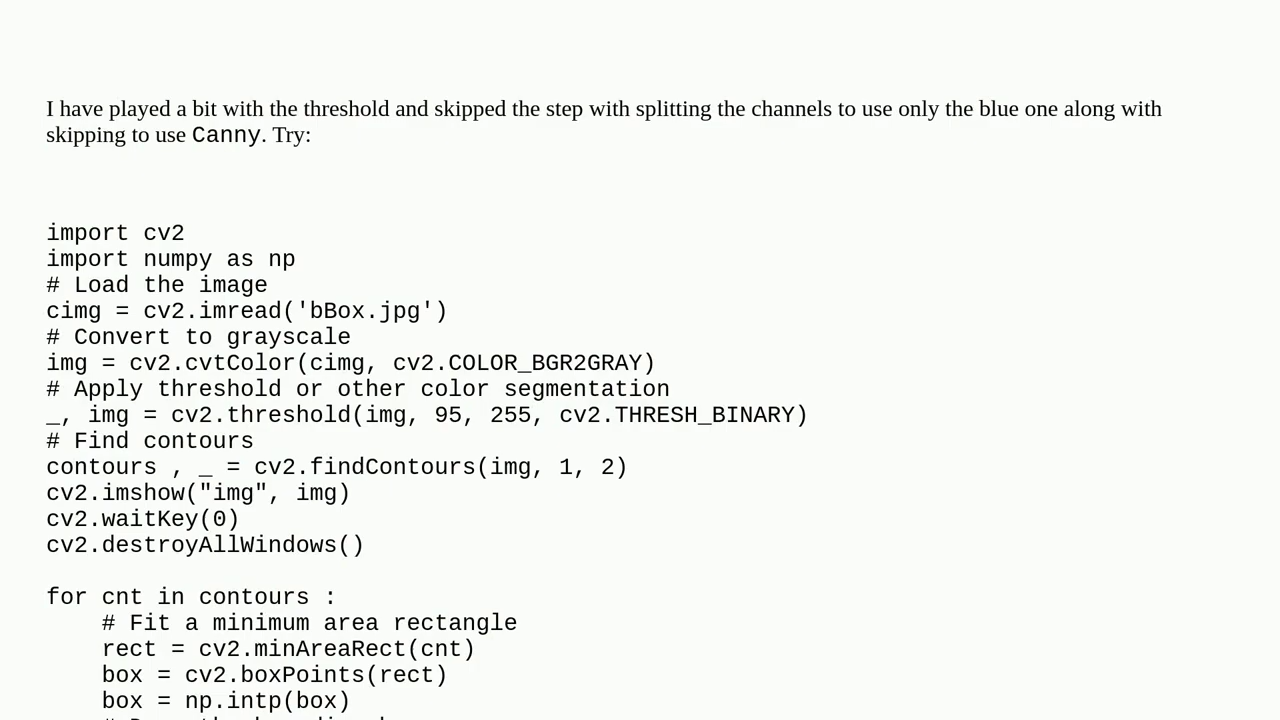 I have played a bit with the threshold and skipped the step with splitting the channels to use only the blue one along with
skipping to use Canny. Try:
import cv2
import numpy as np
# Load the image
cimg = cv2.imread('bBox.jpg')
# Convert to grayscale
img = cv2.cvtColor(cimg, cv2.COLOR_BGR2GRAY)
# Apply threshold or other color segmentation
_, img = cv2.threshold(img, 95, 255, cv2.THRESH_BINARY)
# Find contours
contours , _ = cv2.findContours(img, 1, 2)
cv2.imshow("img", img)
cv2.waitKey(0)
cv2.destroyAllWindows()
for cnt in contours :
    # Fit a minimum area rectangle
    rect = cv2.minAreaRect(cnt)
    box = cv2.boxPoints(rect)
    box = np.intp(box)